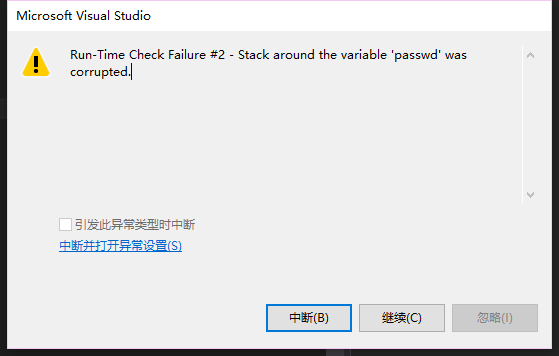 Microsoft Visual Studio
Run-Time Check Failure #2 - Stack around the variable 'passwd' was
corrupted.
引发此异常类型时中断
中断并打开异常设置(S)
中断(B)
继续(C)
忽略(I)